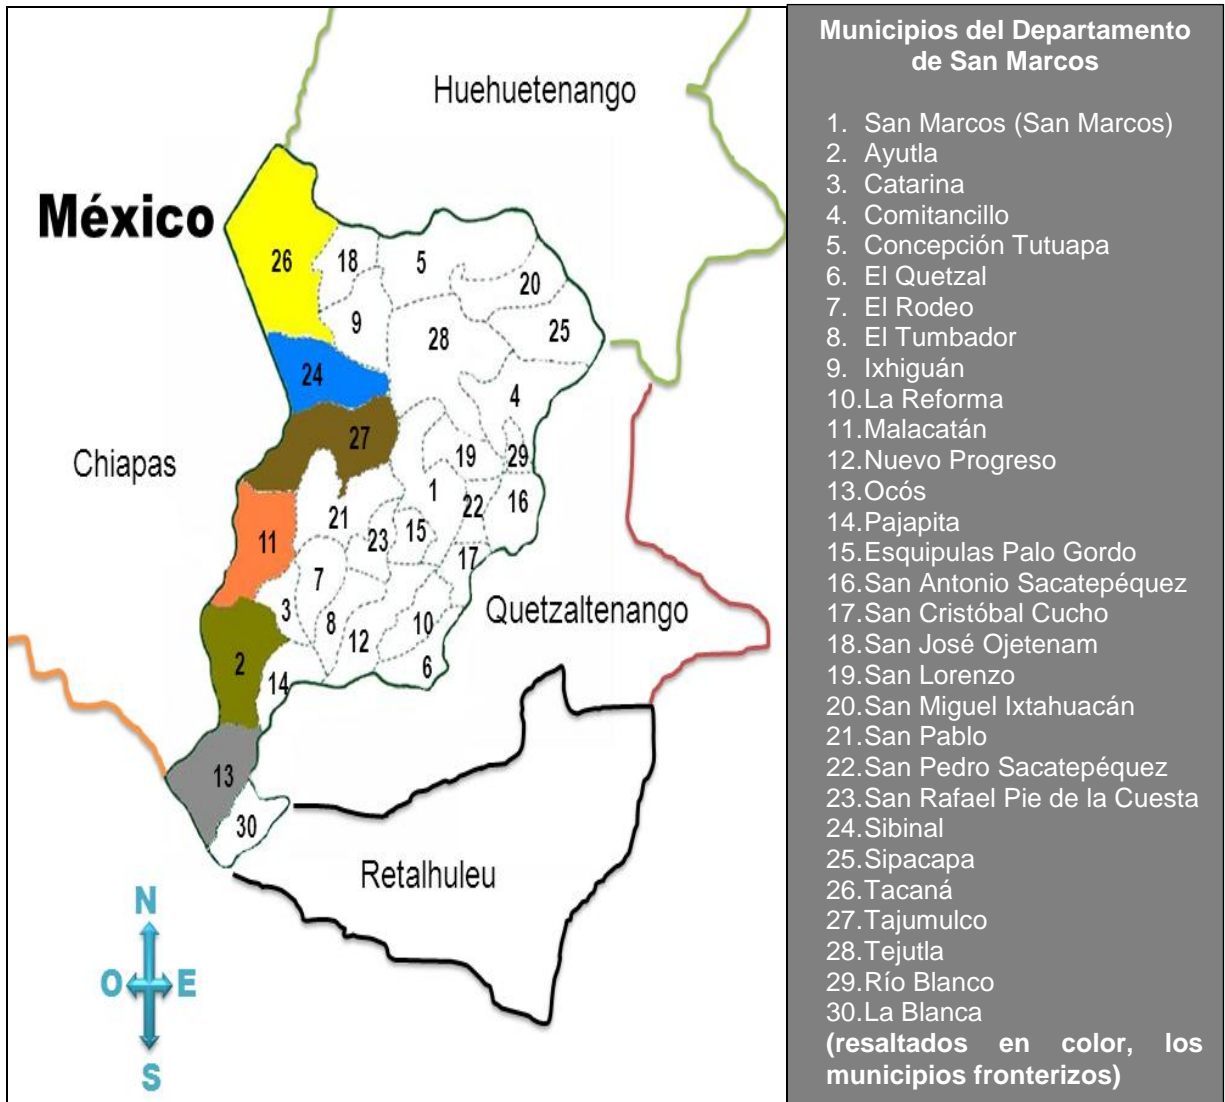 Huehuetenango
México
26
18
5
20
9
28
25
24
4
27
19
29
1
16
22
21
23
15
11
17
7
3
8
10
12
2
6
14
13
30
Chiapas
Quetzaltenango
Retalhuleu
N
O
E
S
Municipios del Departamento
de San Marcos
1. San Marcos (San Marcos)
2. Ayutla
3. Catarina
4. Comitancillo
5. Concepción Tutuapa
6. El Quetzal
7. El Rodeo
8. El Tumbador
9. Ixhiguán
10.La Reforma
11.Malacatán
12.Nuevo Progreso
13.Ocós
14.Pajapita
15.Esquipulas Palo Gordo
16.San Antonio Sacatepéquez
17.San Cristóbal Cucho
18.San José Ojetenam
19.San Lorenzo
20.San Miguel Ixtahuacán
21.San Pablo
22.San Pedro Sacatepéquez
23.San Rafael Pie de la Cuesta
24.Sibinal
25.Sipacapa
26.Tacaná
27.Tajumulco
28.Tejutla
29.Río Blanco
30.La Blanca
(resaltados en color, los
municipios fronterizos)